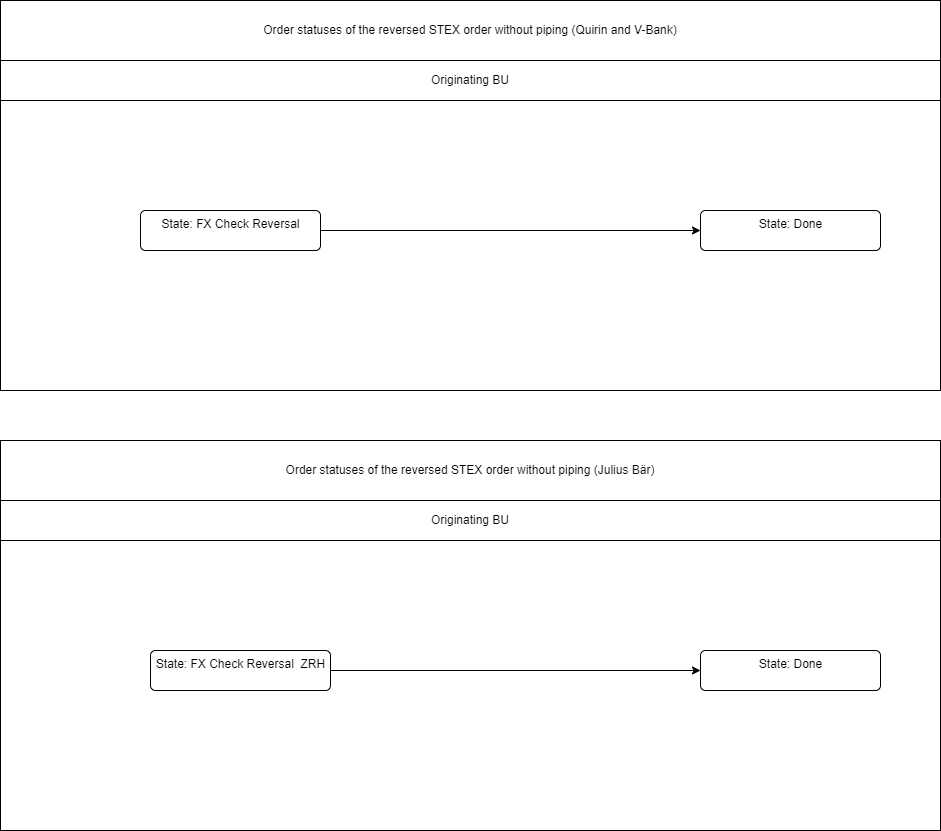 Order statuses of the reversed STEX order without piping (Quirin and V-Bank)
Originating BU
State: FX Check Reversal
State: Done
Order statuses of the reversed STEX order without piping (Julius Bär)
Originating BU
State: FX Check Reversal  ZRH
State: Done